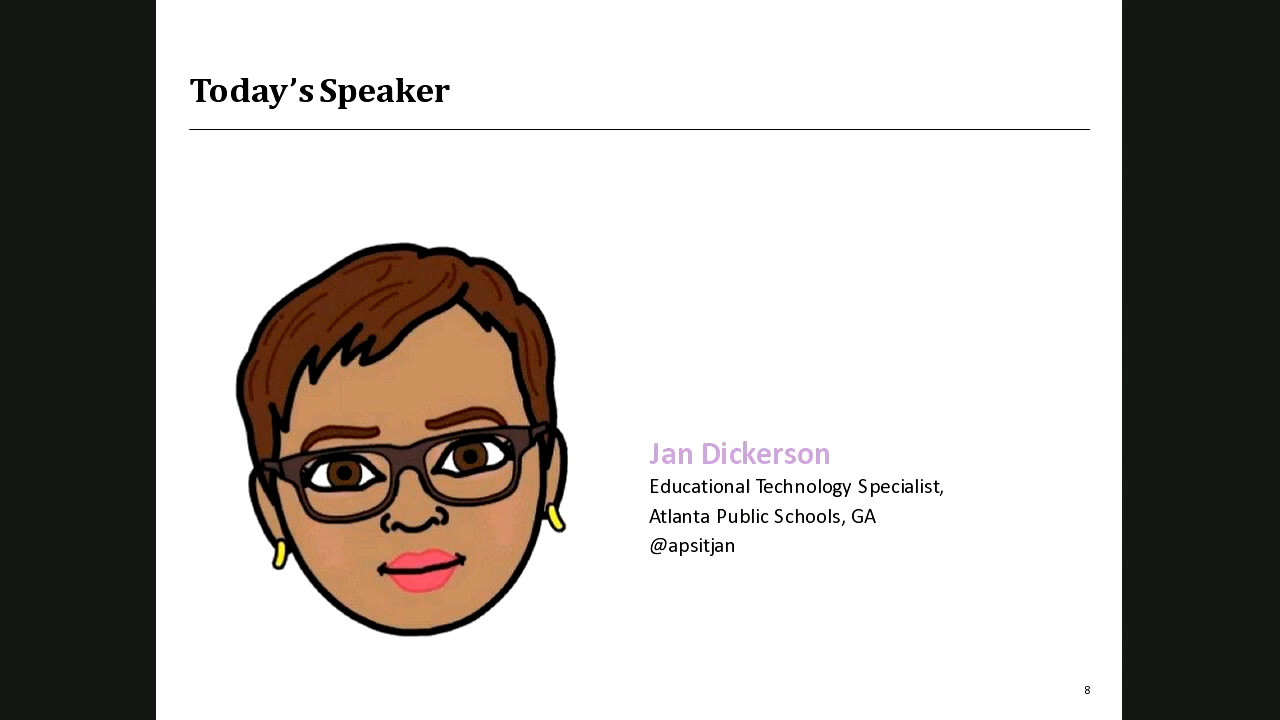 Today’s Speaker
Jan Dickerson
Educational Technology Specialist,
Atlanta Public Schools, GA
@apsitjan
8